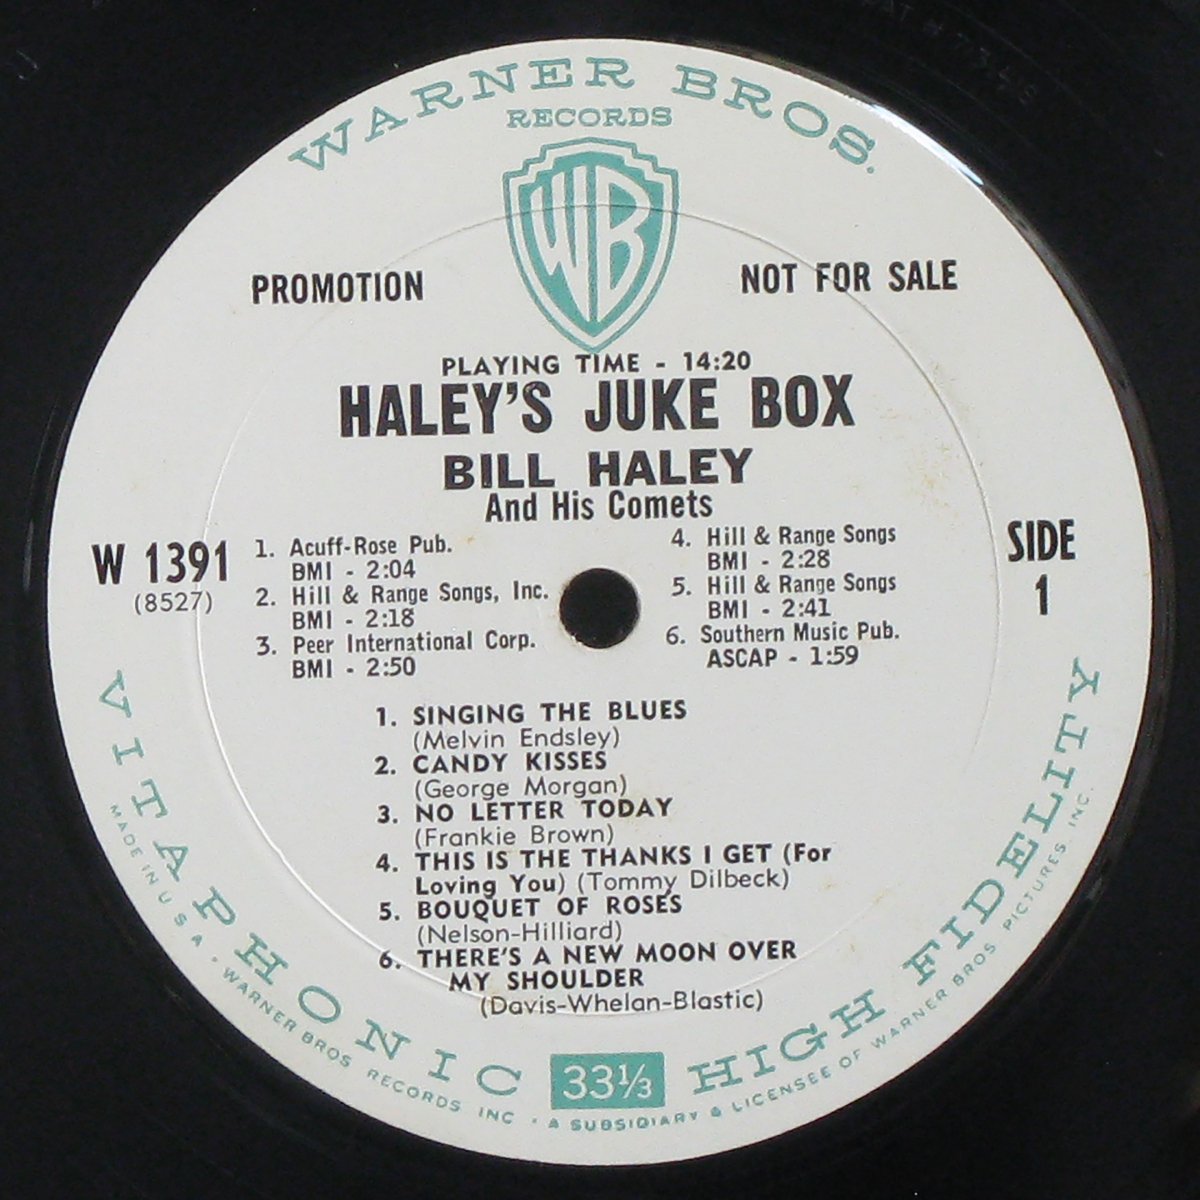 WARNER BROS.
RECORDS
WB
PROMOTION
NOT FOR SALE
PLAYING TIME - 14:20
HALEY'S JUKE BOX
BILL HALEY
And His Comets
W 1391
(8527)
1. Acuff-Rose Pub.
BMI - 2:04
2. Hill & Range Songs, Inc.
BMI - 2:18
3. Peer International Corp.
BMI - 2:50
4. Hill & Range Songs
BMI - 2:28
5. Hill & Range Songs
BMI - 2:41
6. Southern Music Pub.
ASCAP - 1:59
SIDE
1
1. SINGING THE BLUES
(Melvin Endsley)
2. CANDY KISSES
(George Morgan)
3. NO LETTER TODAY
(Frankie Brown)
4. THIS IS THE THANKS I GET (For
Loving You) (Tommy Dilbeck)
5. BOUQUET OF ROSES
(Nelson-Hilliard)
6. THERE'S A NEW MOON OVER
MY SHOULDER
(Davis-Whelan-Blastic)
VITAPHONIC 33⅓ HIGH FIDELITY
MADE IN U S A · WARNER BROS RECORDS INC · A SUBSIDIARY & LICENSEE OF WARNER BROS PICTURES, INC.